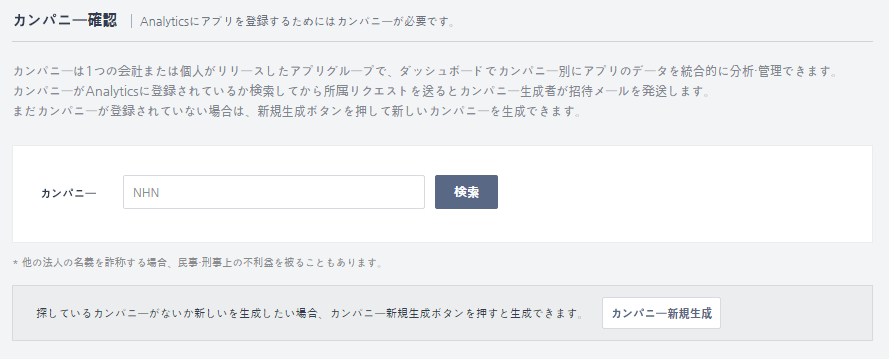 カンパニー確認 | Analyticsにアプリを登録するためにはカンパニーが必要です。
カンパニーは1つの会社または個人がリリースしたアプリグループで、ダッシュボードでカンパニー別にアプリのデータを統合的に分析·管理できます。
カンパニーがAnalyticsに登録されているか検索してから所属リクエストを送るとカンパニー生成者が招待メールを発送します。
まだカンパニーが登録されていない場合は、新規生成ボタンを押して新しいカンパニーを生成できます。
カンパニー NHN 検索
* 他の法人の名義を詐称する場合、民事·刑事上の不利益を被ることもあります。
探しているカンパニーがないか新しいを生成したい場合、カンパニー新規生成ボタンを押すと生成できます。 カンパニー新規生成